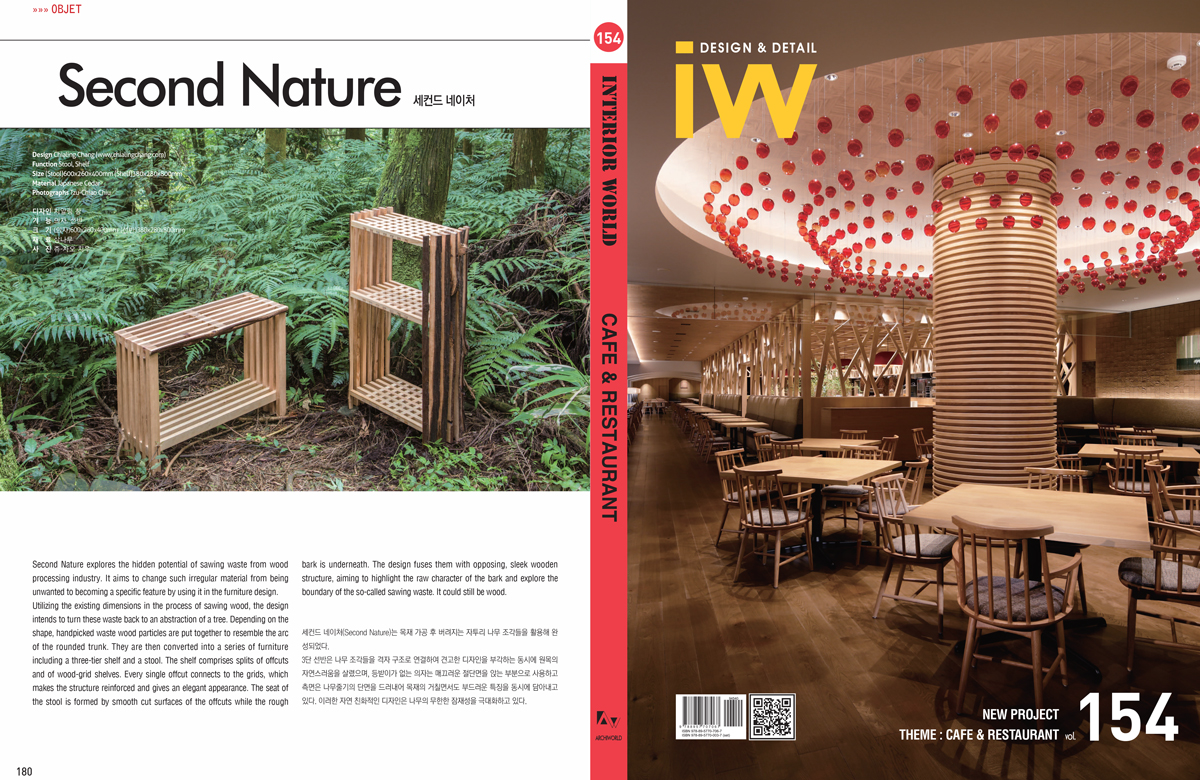 »»» OBJET
Second Nature 세컨드 네이처
Design Chialing Chang (www.chialingchang.com)
Function Stool, Shelf
Material Japanese Cedar
Second Nature explores the hidden potential of sawing waste from wood
processing industry. It aims to change such irregular material from being
unwanted to becoming a specific feature by using it in the furniture design.
Utilizing the existing dimensions in the process of sawing wood, the design
intends to turn these waste back to an abstraction of a tree. Depending on the
shape, handpicked waste wood particles are put together to resemble the arc
of the rounded trunk. They are then converted into a series of furniture
including a three-tier shelf and a stool. The shelf comprises splits of offcuts
and of wood-grid shelves. Every single offcut connects to the grids, which
makes the structure reinforced and gives an elegant appearance. The seat of
the stool is formed by smooth cut surfaces of the offcuts while the rough
bark is underneath. The design fuses them with opposing, sleek wooden
structure, aiming to highlight the raw character of the bark and explore the
boundary of the so-called sawing waste. It could still be wood.
세컨드 네이처(Second Nature)는 목재 가공 후 버려지는 자투리 나무 조각들을 활용해 완
성되었다.
3단 선반은 나무 조각들을 격자 구조로 연결하여 견고한 디자인을 부각하는 동시에 원목의
자연스러움을 살렸으며, 등받이가 없는 의자는 매끄러운 절단면을 앉는 부분으로 사용하고
측면은 나무줄기의 단면을 드러내어 목재의 거칠면서도 부드러운 특징을 동시에 담아내고
있다. 이러한 자연 친화적인 디자인은 나무의 무한한 잠재성을 극대화하고 있다.
180
154
INTERIOR WORLD
CAFE & RESTAURANT
ARCHIWORLD
DESIGN & DETAIL
iw
NEW PROJECT
THEME : CAFE & RESTAURANT vol. 154